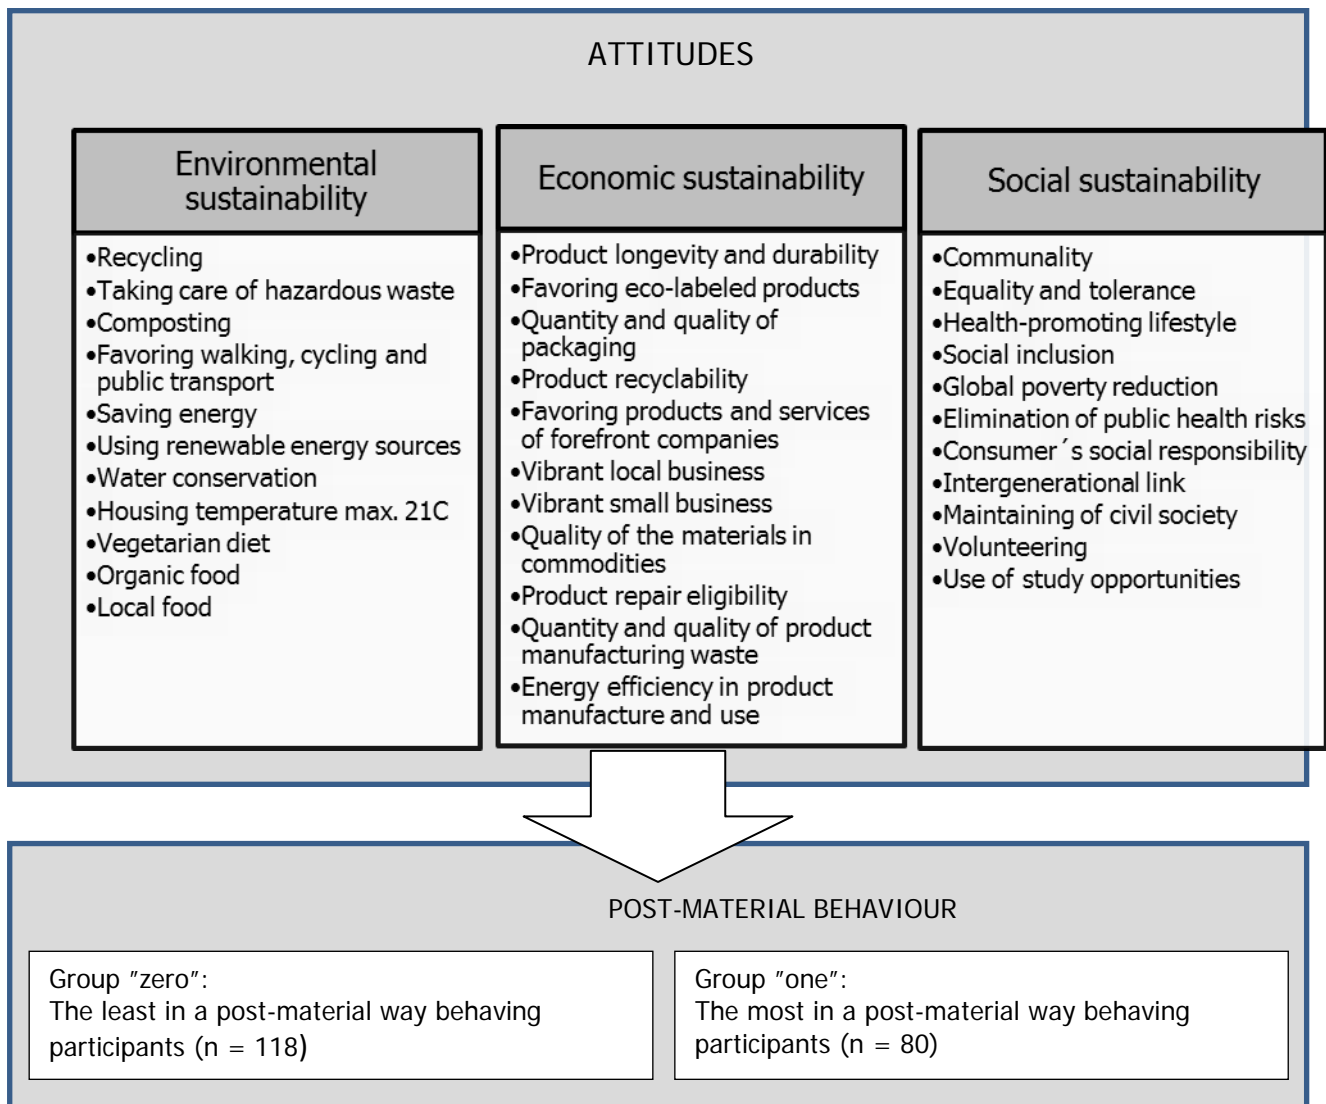 ATTITUDES
Environmental
sustainability
•Recycling
•Taking care of hazardous waste
•Composting
•Favoring walking, cycling and
public transport
•Saving energy
•Using renewable energy sources
•Water conservation
•Housing temperature max. 21C
•Vegetarian diet
•Organic food
•Local food
Economic sustainability
•Product longevity and durability
•Favoring eco-labeled products
•Quantity and quality of
packaging
•Product recyclability
•Favoring products and services
of forefront companies
•Vibrant local business
•Vibrant small business
•Quality of the materials in
commodities
•Product repair eligibility
•Quantity and quality of product
manufacturing waste
•Energy efficiency in product
manufacture and use
Social sustainability
•Communality
•Equality and tolerance
•Health-promoting lifestyle
•Social inclusion
•Global poverty reduction
•Elimination of public health risks
•Consumer´s social responsibility
•Intergenerational link
•Maintaining of civil society
•Volunteering
•Use of study opportunities
POST-MATERIAL BEHAVIOUR
Group "zero":
The least in a post-material way behaving
participants (n = 118)
Group "one":
The most in a post-material way behaving
participants (n = 80)